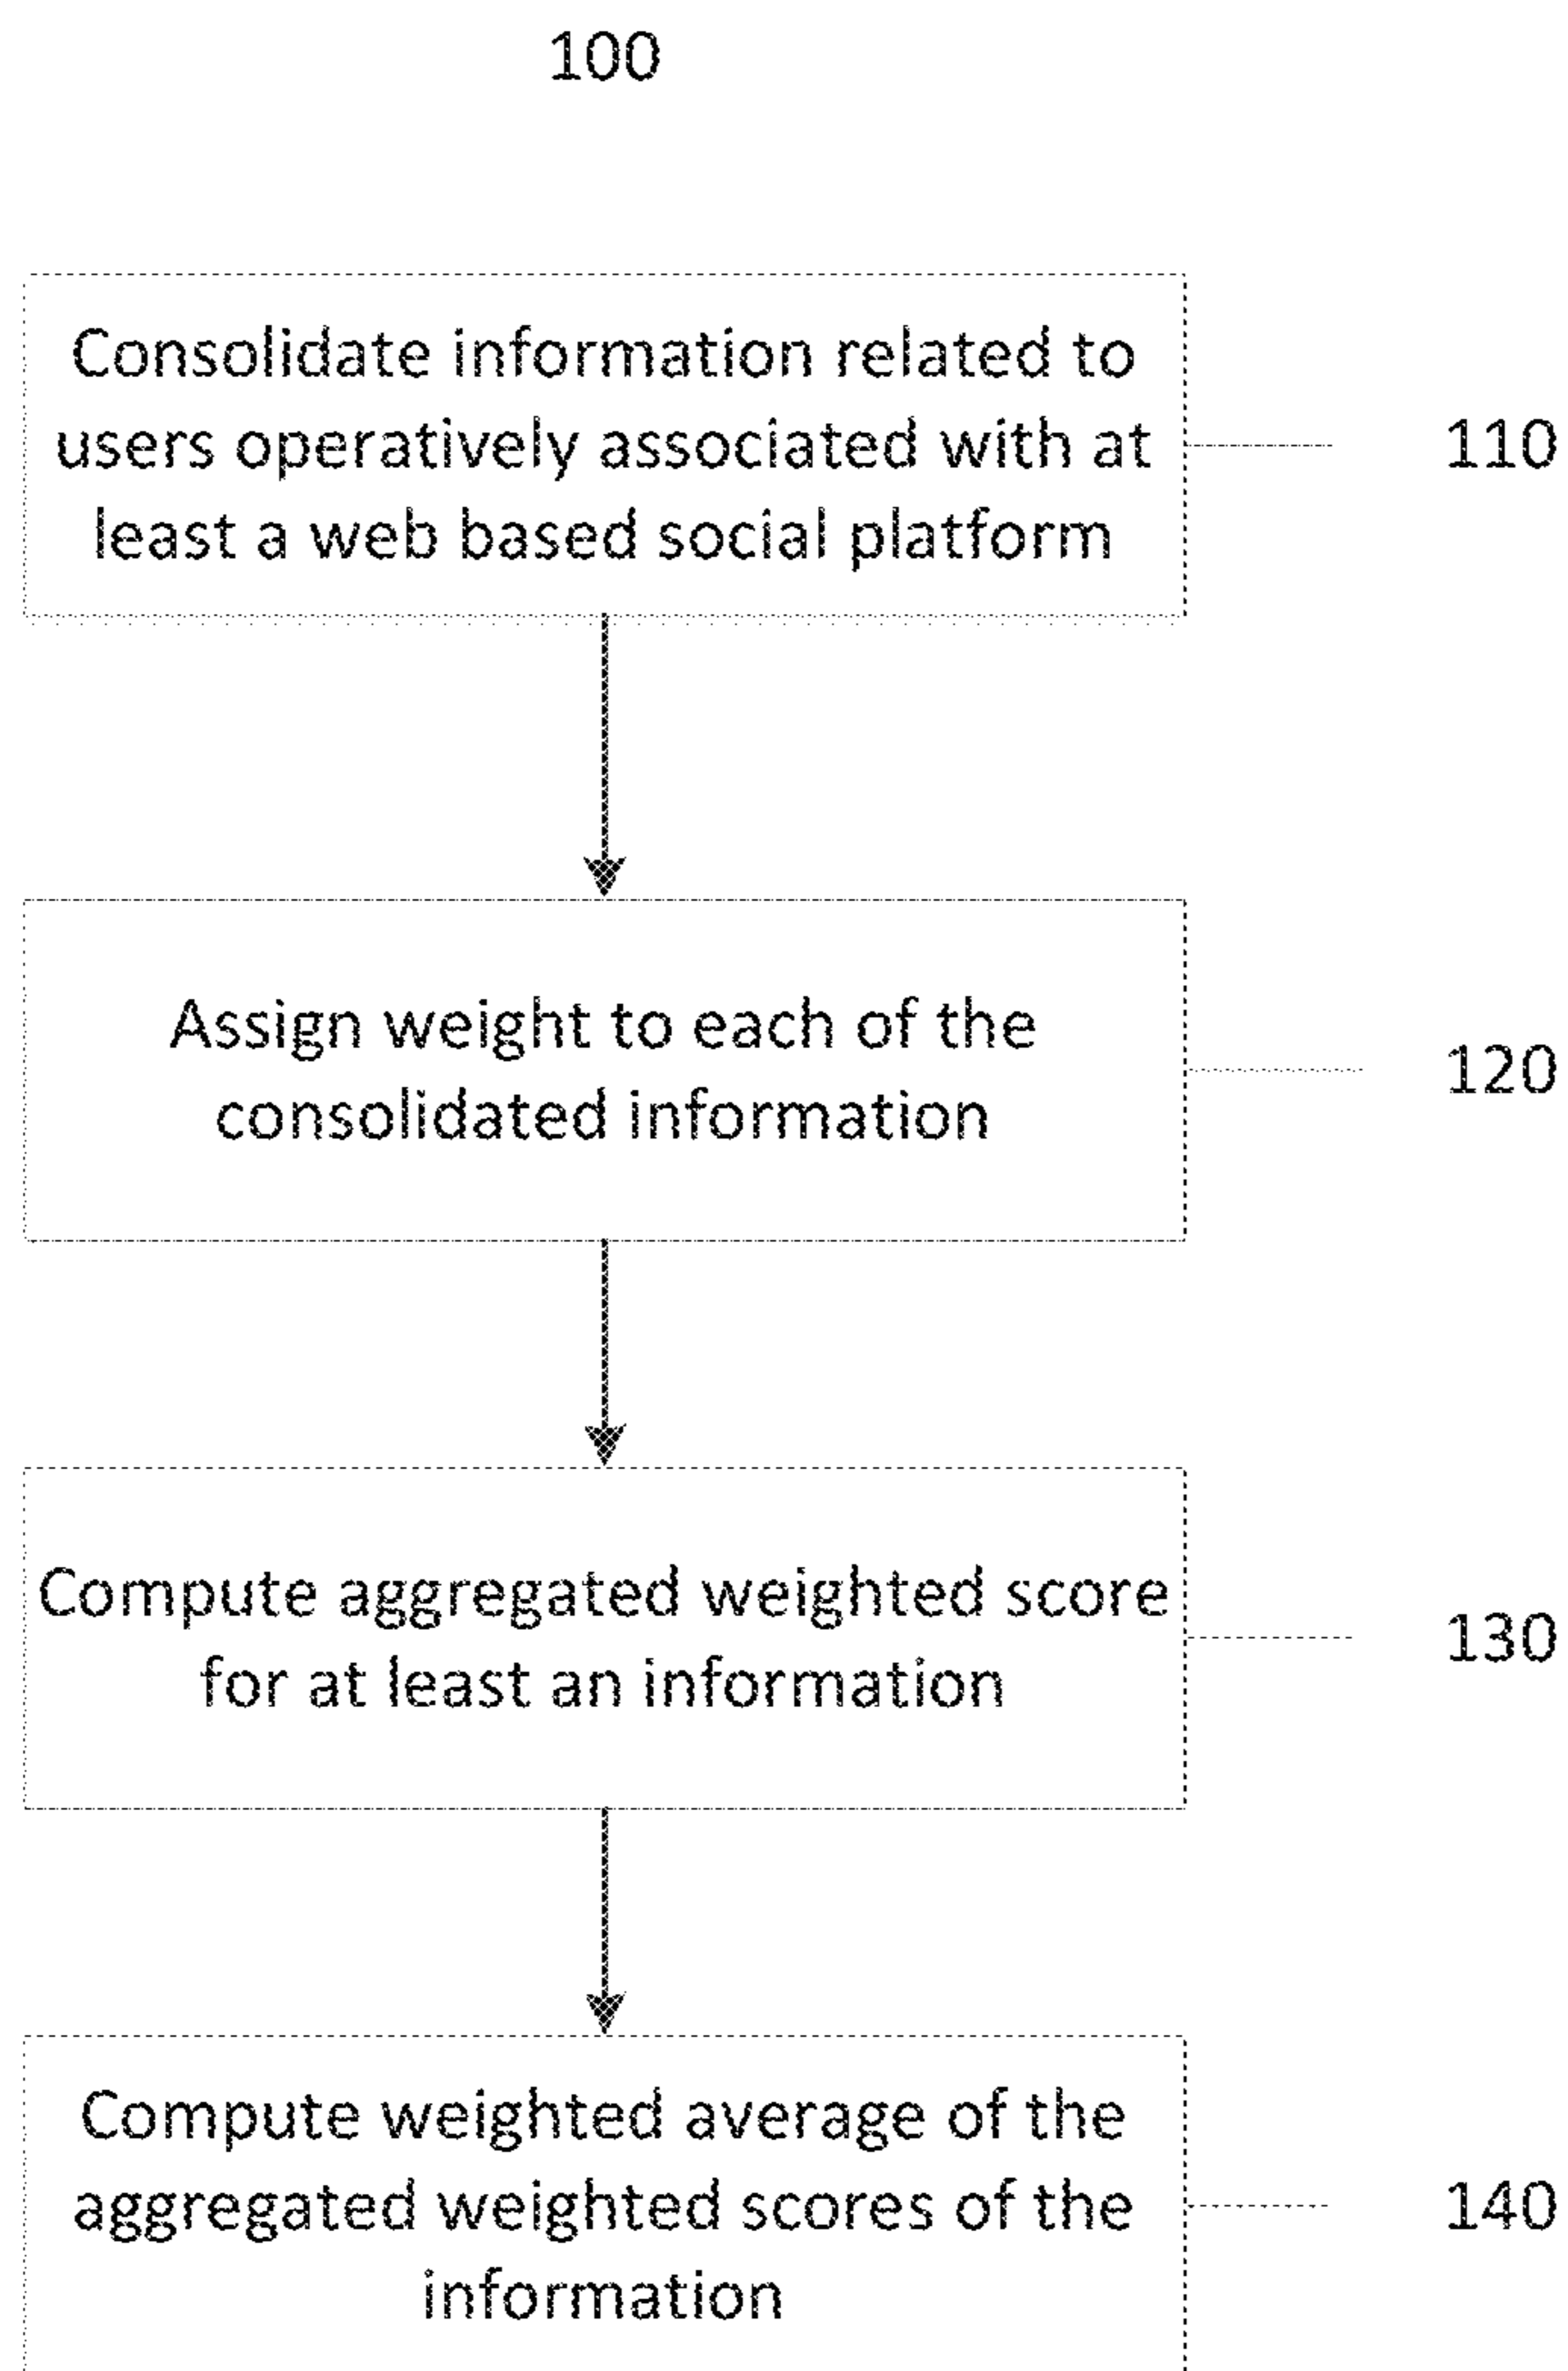 100
Consolidate information related to
users operatively associated with at
least a web based social platform
110
Assign weight to each of the
consolidated information
120
Compute aggregated weighted score
for at least an information
130
Compute weighted average of the
aggregated weighted scores of the
information
140